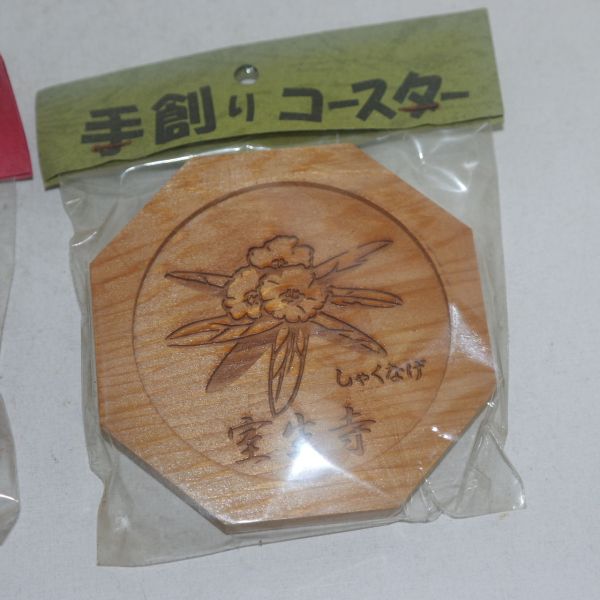 手創りコースター
しゃくなげ
室生寺